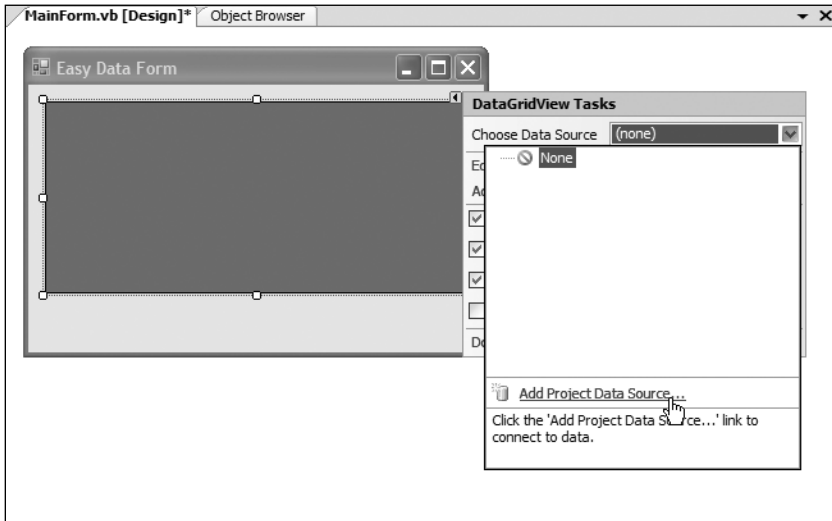 MainForm.vb [Design]* Object Browser
Easy Data Form
DataGridView Tasks
Choose Data Source (none)
None
Add Project Data Source...
Click the 'Add Project Data Source...' link to
connect to data.